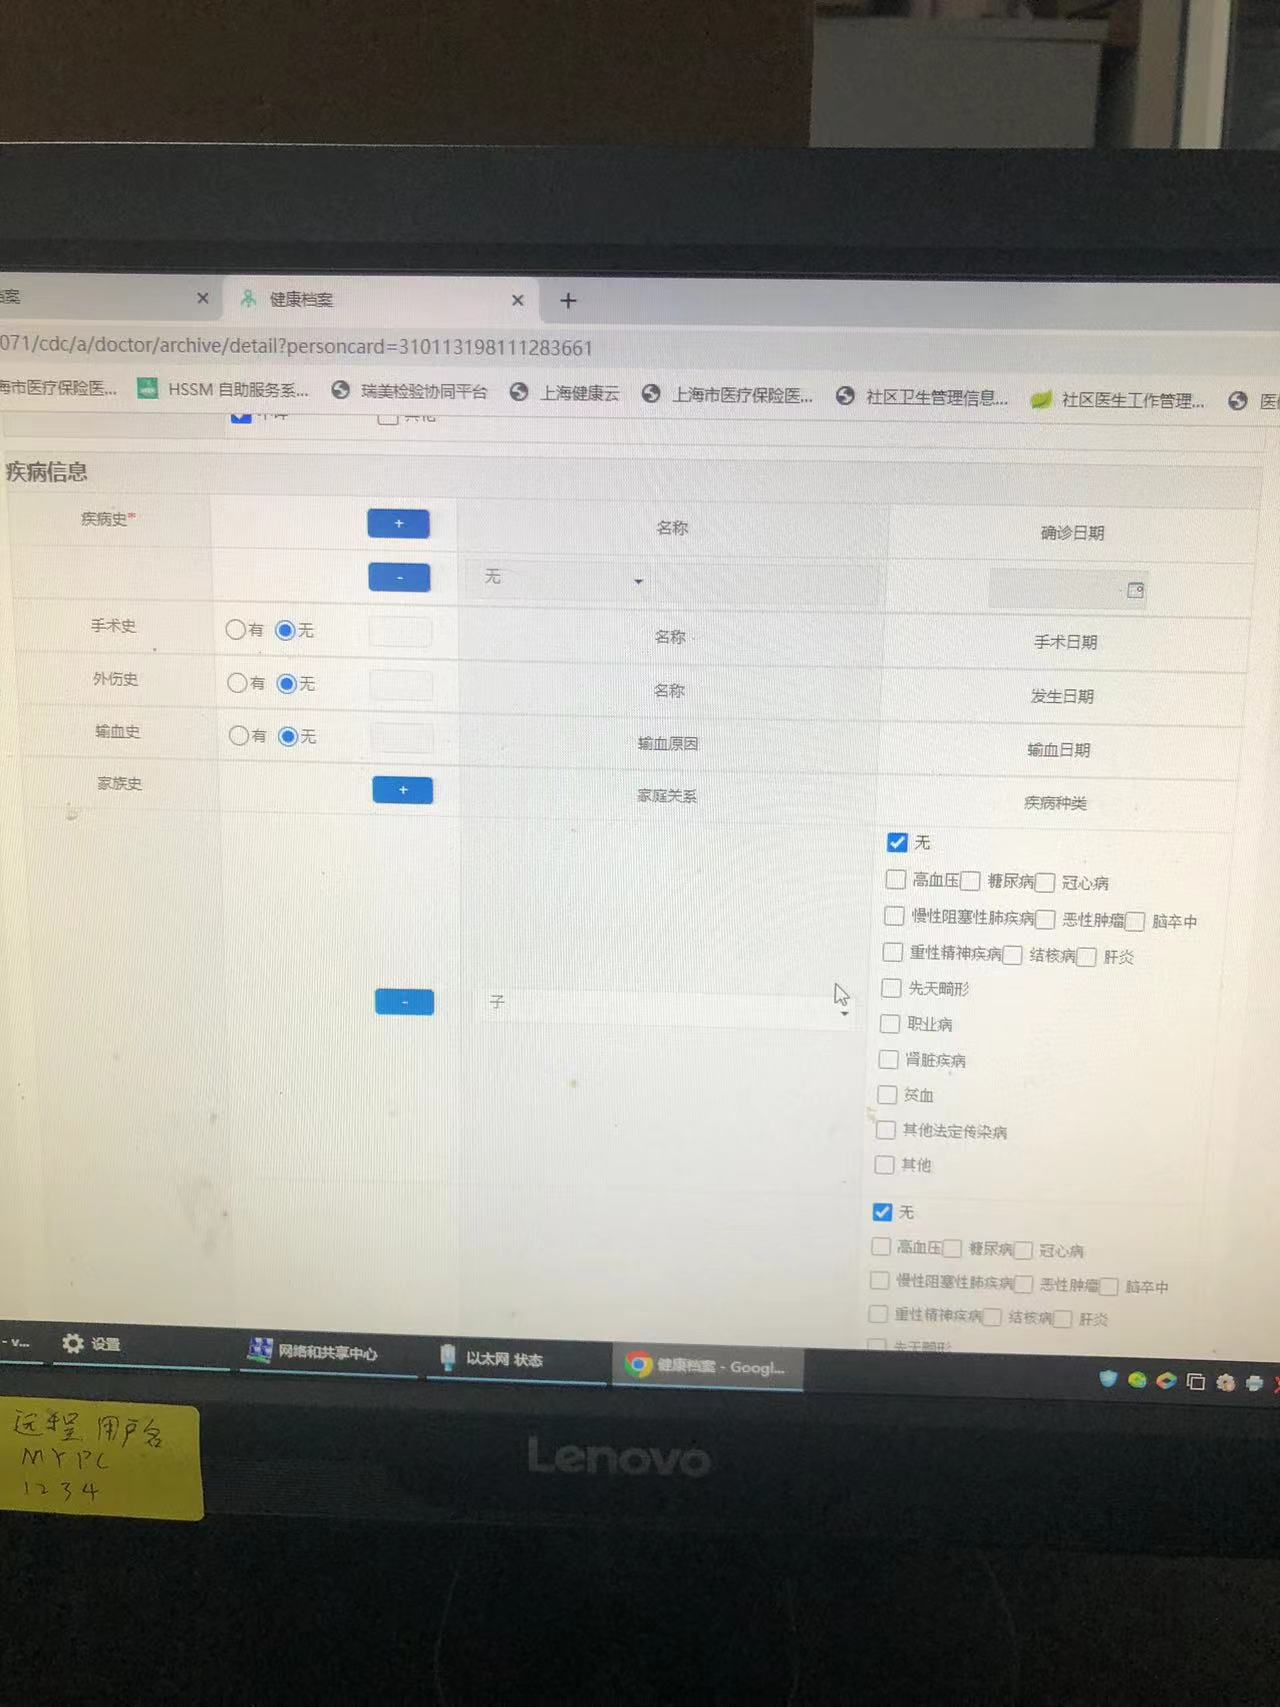 健康档案
071/cdc/a/doctor/archive/detail?personcard=310113198111283661
海市医疗保险医... HSSM 自助服务系... 瑞美检验协同平台 上海健康云 上海市医疗保险医... 社区卫生管理信息... 社区医生工作管理...
其他
疾病信息
疾病史* + 名称 确诊日期
- 无
手术史 有 无 名称 手术日期
外伤史 有 无 名称 发生日期
输血史 有 无 输血原因 输血日期
家族史 + 家庭关系 疾病种类
无
高血压 糖尿病 冠心病
慢性阻塞性肺疾病 恶性肿瘤 脑卒中
重性精神疾病 结核病 肝炎
先天畸形
- 子
职业病
肾脏疾病
贫血
其他法定传染病
其他
无
高血压 糖尿病 冠心病
慢性阻塞性肺疾病 恶性肿瘤 脑卒中
重性精神疾病 结核病 肝炎
先天畸形
- v... 设置 网络和共享中心 以太网 状态 健康档案 - Googl...
远程 用户名
MYPC
1234
Lenovo